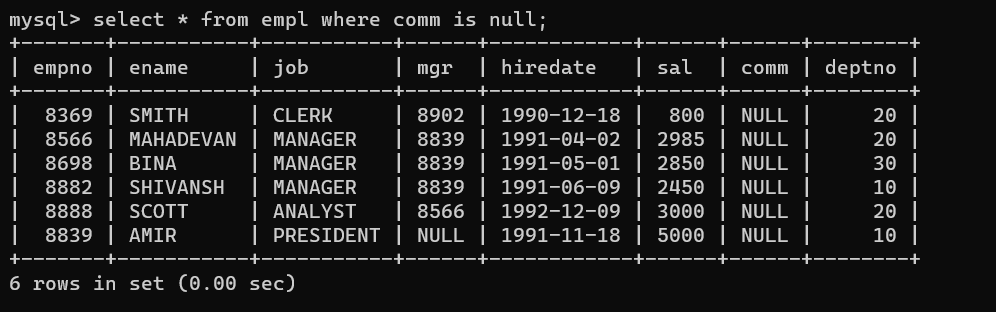 mysql> select * from empl where comm is null;
+-------+-----------+-----------+------+------------+------+------+--------+
| empno | ename     | job       | mgr  | hiredate   | sal  | comm | deptno |
+-------+-----------+-----------+------+------------+------+------+--------+
|  8369 | SMITH     | CLERK     | 8902 | 1990-12-18 |  800 | NULL |     20 |
|  8566 | MAHADEVAN | MANAGER   | 8839 | 1991-04-02 | 2985 | NULL |     20 |
|  8698 | BINA      | MANAGER   | 8839 | 1991-05-01 | 2850 | NULL |     30 |
|  8882 | SHIVANSH  | MANAGER   | 8839 | 1991-06-09 | 2450 | NULL |     10 |
|  8888 | SCOTT     | ANALYST   | 8566 | 1992-12-09 | 3000 | NULL |     20 |
|  8839 | AMIR      | PRESIDENT | NULL | 1991-11-18 | 5000 | NULL |     10 |
+-------+-----------+-----------+------+------------+------+------+--------+
6 rows in set (0.00 sec)